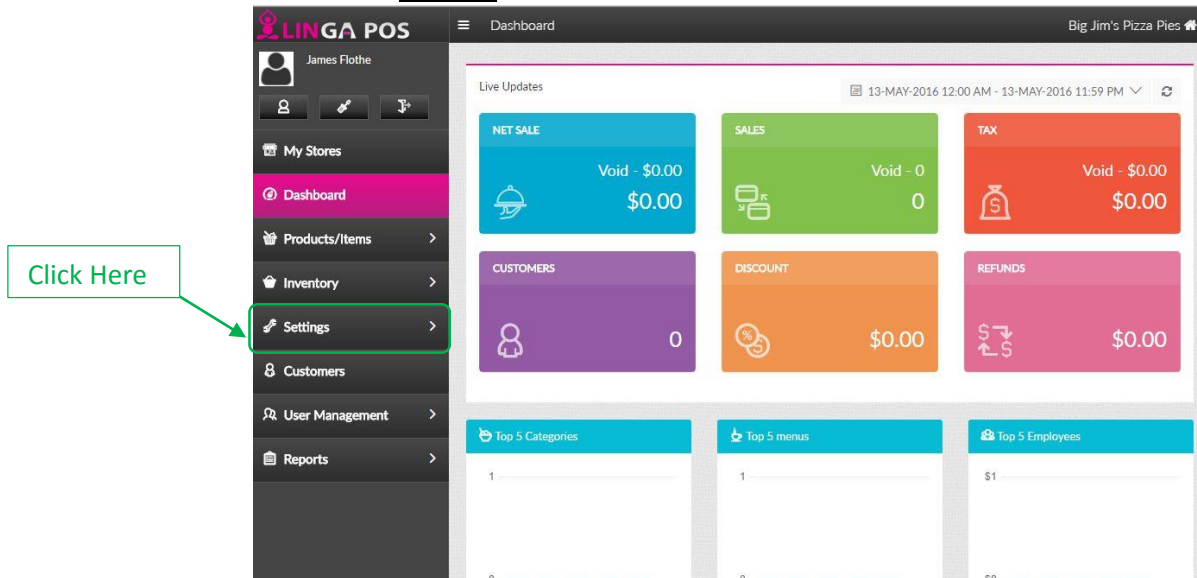 LINGA POS
Dashboard
Big Jim's Pizza Pies
James Flothe
My Stores
Dashboard
Products/Items
Inventory
Settings
Customers
User Management
Reports
Click Here
Live Updates
13-MAY-2016 12:00 AM - 13-MAY-2016 11:59 PM
NET SALE
Void - $0.00
$0.00
SALES
Void - 0
0
TAX
Void - $0.00
$0.00
CUSTOMERS
0
DISCOUNT
$0.00
REFUNDS
$0.00
Top 5 Categories
1
Top 5 menus
1
Top 5 Employees
$1